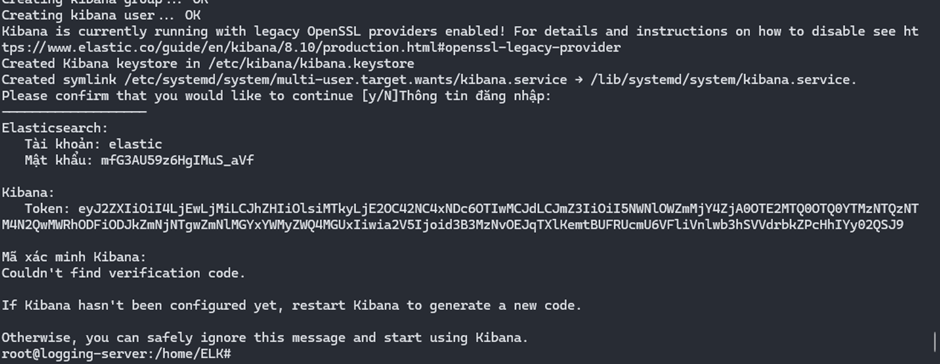 Creating kibana group... OK
Creating kibana user... OK
Kibana is currently running with legacy OpenSSL providers enabled! For details and instructions on how to disable see ht
tps://www.elastic.co/guide/en/kibana/8.10/production.html#openssl-legacy-provider
Created Kibana keystore in /etc/kibana/kibana.keystore
Created symlink /etc/systemd/system/multi-user.target.wants/kibana.service → /lib/systemd/system/kibana.service.
Please confirm that you would like to continue [y/N]Thông tin đăng nhập:
-------------------
Elasticsearch:
Tài khoản: elastic
Mật khẩu: mfG3AU59z6HgIMuS_aVf
Kibana:
Token: eyJ2ZXIiOiI4LjEwLjMiLCJhZHIiOlsiMTkyLjE2OC42NC4xNDc6OTIwMCJdLCJmZ3IiOiI5NWNlOWZmMjY4ZjA0OTE2MTQ0OTQ0YTMzNTQzNT
M4N2QwMWRhODFiODJkZmNjNTgwZmNlMGYxYWMyZWQ4MGUxIiwia2V5Ijoid3B3MzNvOEJqTXlKemtBUFRUcmU6VFliVnlwb3hSVVdrbkZPcHhIYy02QSJ9
Mã xác minh Kibana:
Couldn't find verification code.
If Kibana hasn't been configured yet, restart Kibana to generate a new code.
Otherwise, you can safely ignore this message and start using Kibana.
root@logging-server:/home/ELK#